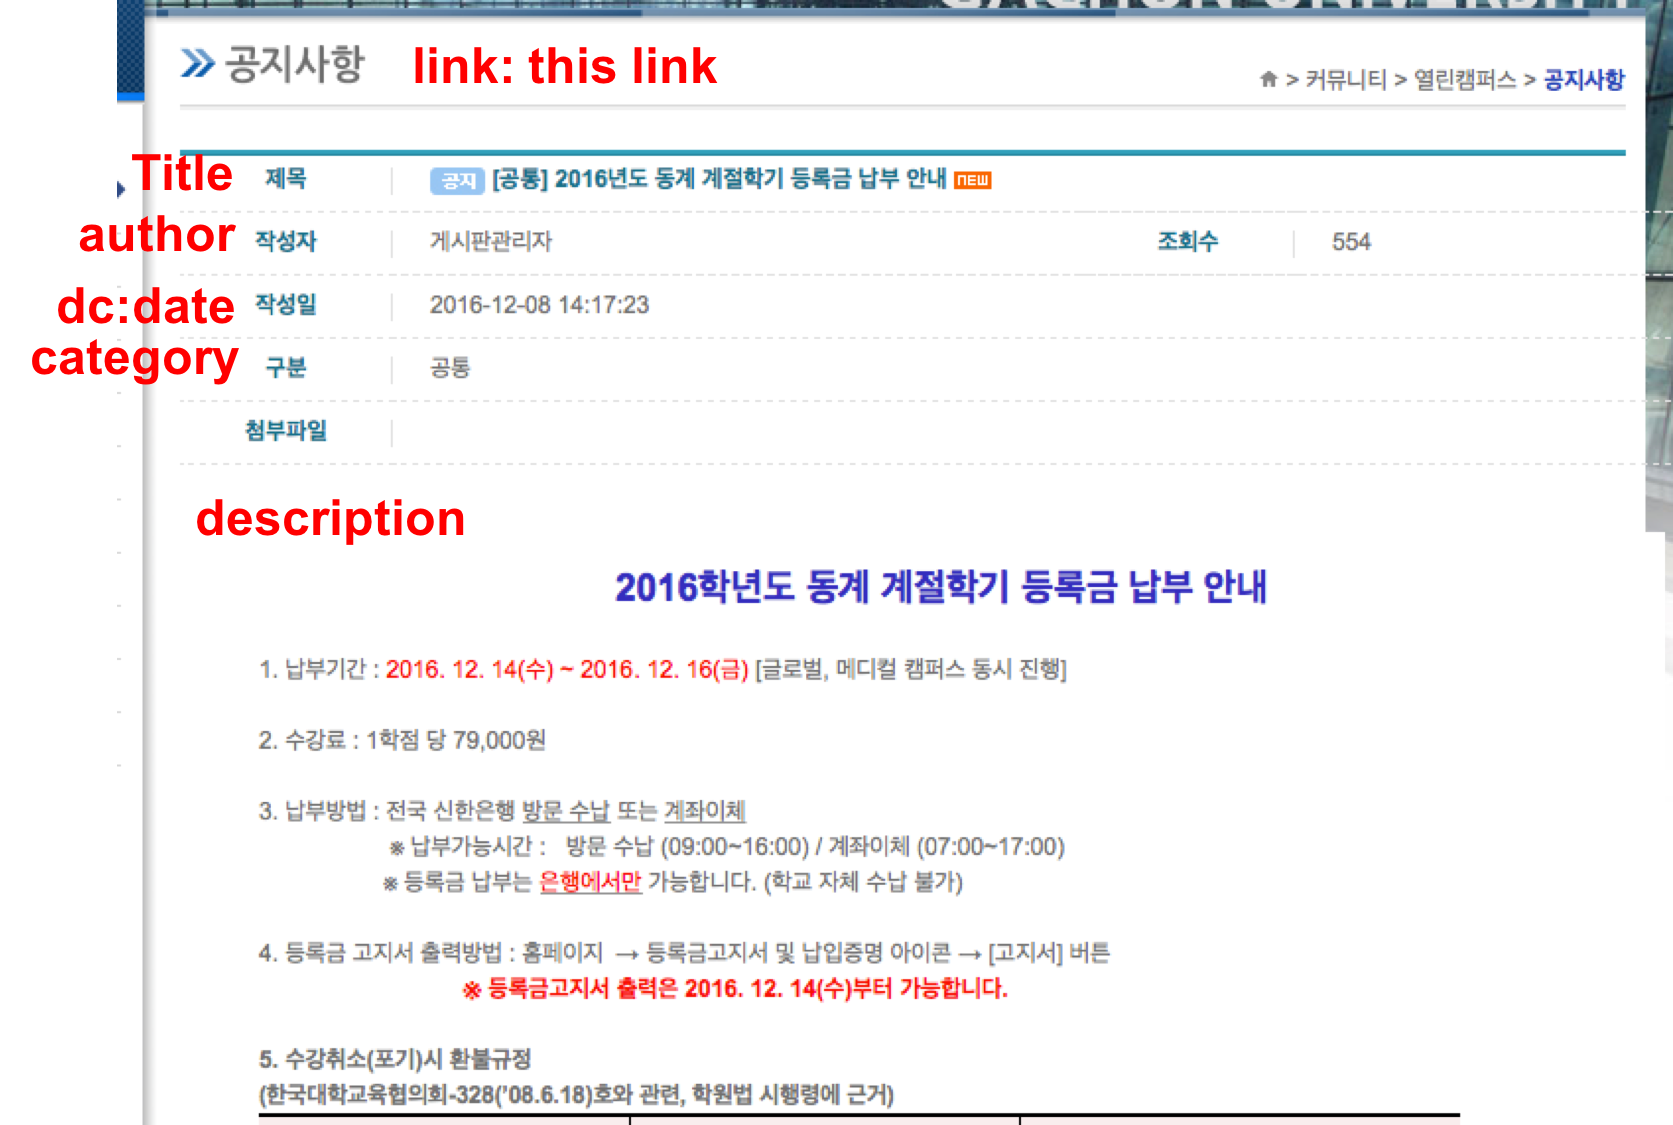 GACHON UNIVERSITY
공지사항 link: this link
> 커뮤니티 > 열린캠퍼스 > 공지사항
Title 제목 공지 [공통] 2016년도 동계 계절학기 등록금 납부 안내 new
author 작성자 게시판관리자 조회수 554
dc:date 작성일 2016-12-08 14:17:23
category 구분 공통
첨부파일
description
2016학년도 동계 계절학기 등록금 납부 안내
1. 납부기간 : 2016. 12. 14(수) ~ 2016. 12. 16(금) [글로벌, 메디컬 캠퍼스 동시 진행]
2. 수강료 : 1학점 당 79,000원
3. 납부방법 : 전국 신한은행 방문 수납 또는 계좌이체
※ 납부가능시간 : 방문 수납 (09:00~16:00) / 계좌이체 (07:00~17:00)
※ 등록금 납부는 은행에서만 가능합니다. (학교 자체 수납 불가)
4. 등록금 고지서 출력방법 : 홈페이지 → 등록금고지서 및 납입증명 아이콘 → [고지서] 버튼
※ 등록금고지서 출력은 2016. 12. 14(수)부터 가능합니다.
5. 수강취소(포기)시 환불규정
(한국대학교육협의회-328('08.6.18)호와 관련, 학원법 시행령에 근거)